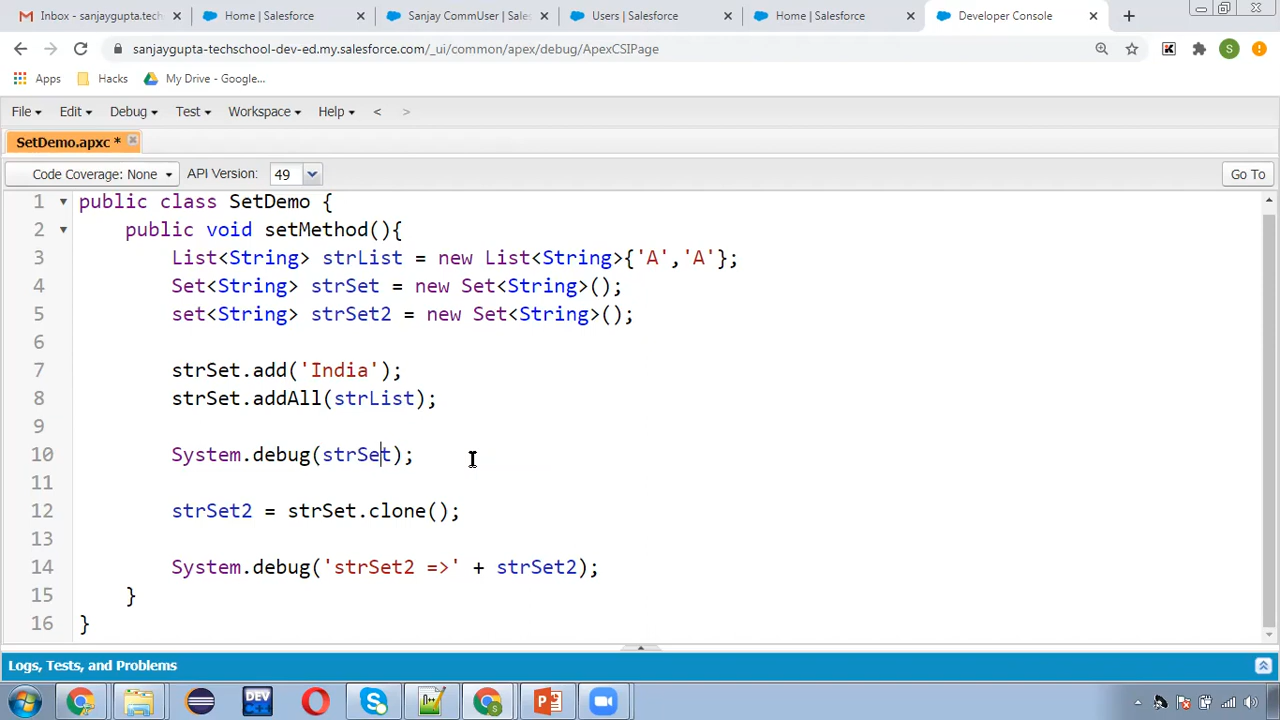 Inbox - sanjaygupta.tech
Home | Salesforce
Sanjay CommUser | Sales
Users | Salesforce
Home | Salesforce
Developer Console
sanjaygupta-techschool-dev-ed.my.salesforce.com/_ui/common/apex/debug/ApexCSIPage
S
Apps
Hacks
My Drive - Google...
File
Edit
Debug
Test
Workspace
Help
<
>
SetDemo.apxc *
Code Coverage: None
API Version:
49
Go To
1 public class SetDemo {
2 public void setMethod(){
3 List<String> strList = new List<String>{'A','A'};
4 Set<String> strSet = new Set<String>();
5 set<String> strSet2 = new Set<String>();
6
7 strSet.add('India');
8 strSet.addAll(strList);
9
10 System.debug(strSet);
11
12 strSet2 = strSet.clone();
13
14 System.debug('strSet2 =>' + strSet2);
15 }
16 }
Logs, Tests, and Problems
DEV
C++